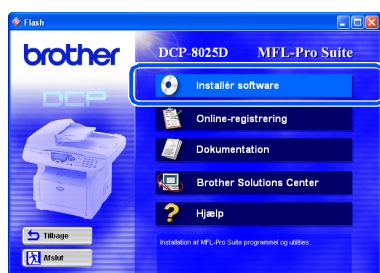 Flash
brother
DCP-8025D MFL-Pro Suite
DCP
Installér software
Online-registrering
Dokumentation
Brother Solutions Center
Hjælp
Tilbage
Afslut
Installation af MFL-Pro Suite programmel og utilities.